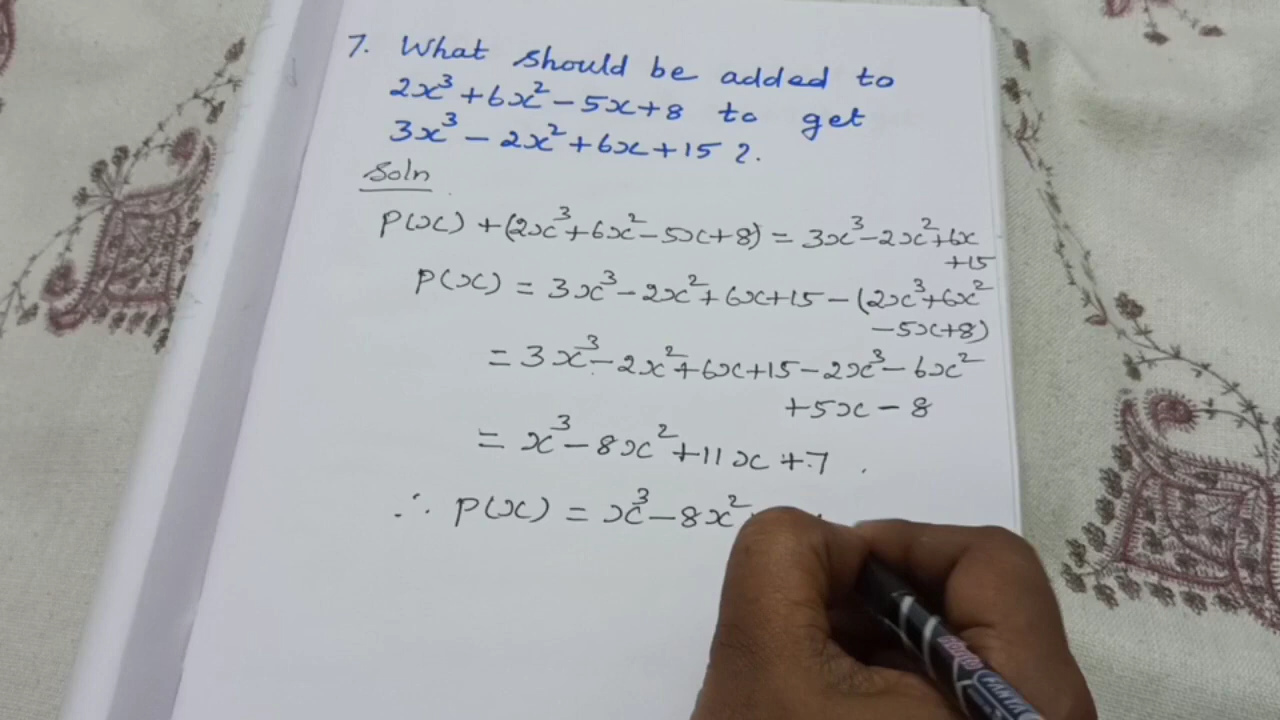 7. What should be added to
2x³+6x²-5x+8 to get
3x³-2x²+6x+15 ?.
Soln
P(x) + (2x³+6x²-5x+8) = 3x³-2x²+6x
+15
P(x) = 3x³-2x²+6x+15-(2x³+6x²
-5x+8)
= 3x³-2x²+6x+15-2x³-6x²
+5x-8
= x³-8x²+11x+7.
∴ P(x) = x³-8x²